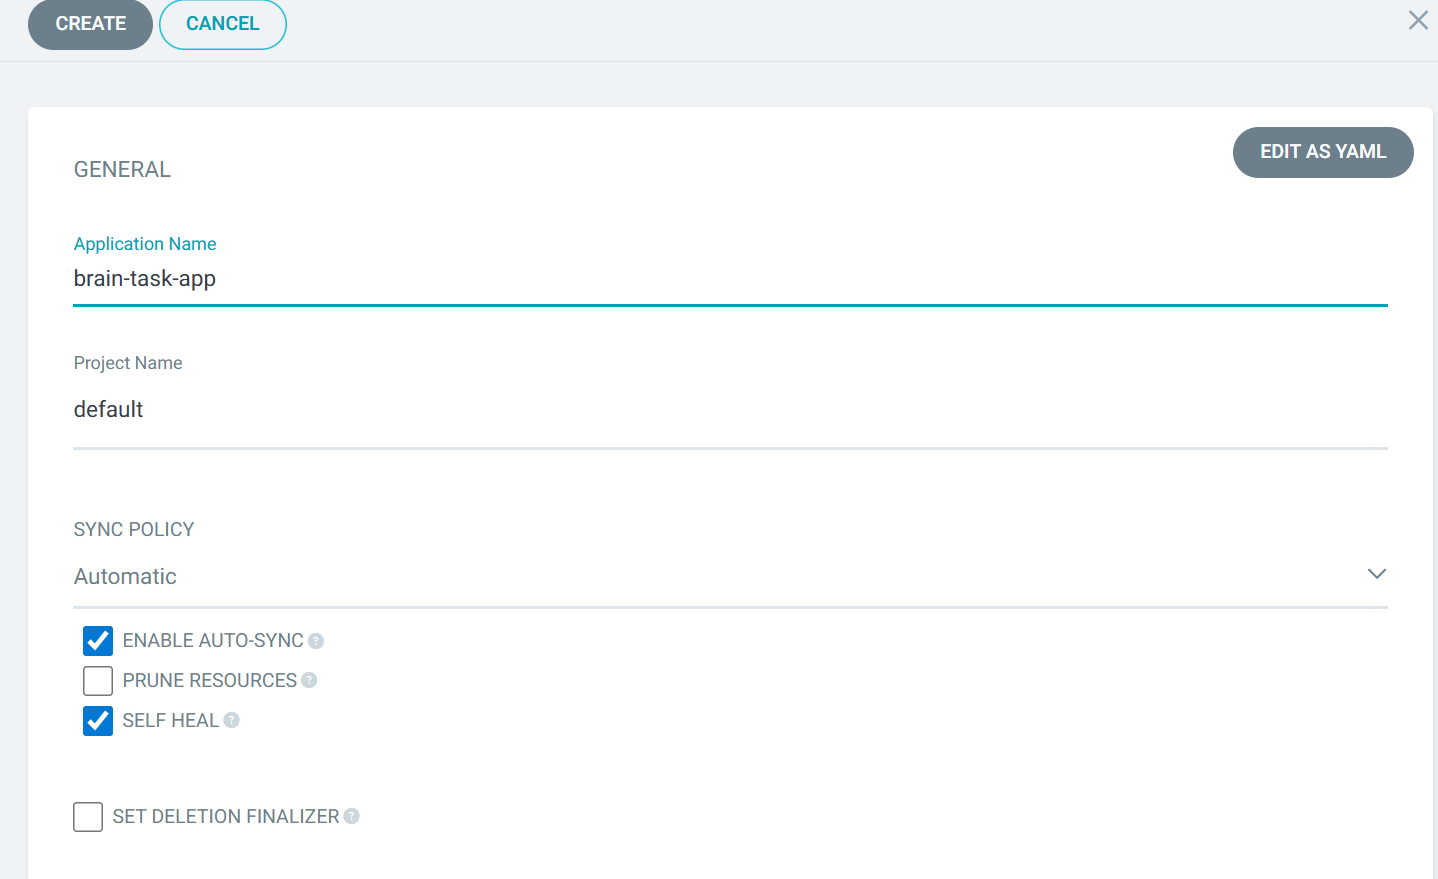 CREATE CANCEL
EDIT AS YAML
GENERAL
Application Name
brain-task-app
Project Name
default
SYNC POLICY
Automatic
ENABLE AUTO-SYNC ?
PRUNE RESOURCES ?
SELF HEAL ?
SET DELETION FINALIZER ?